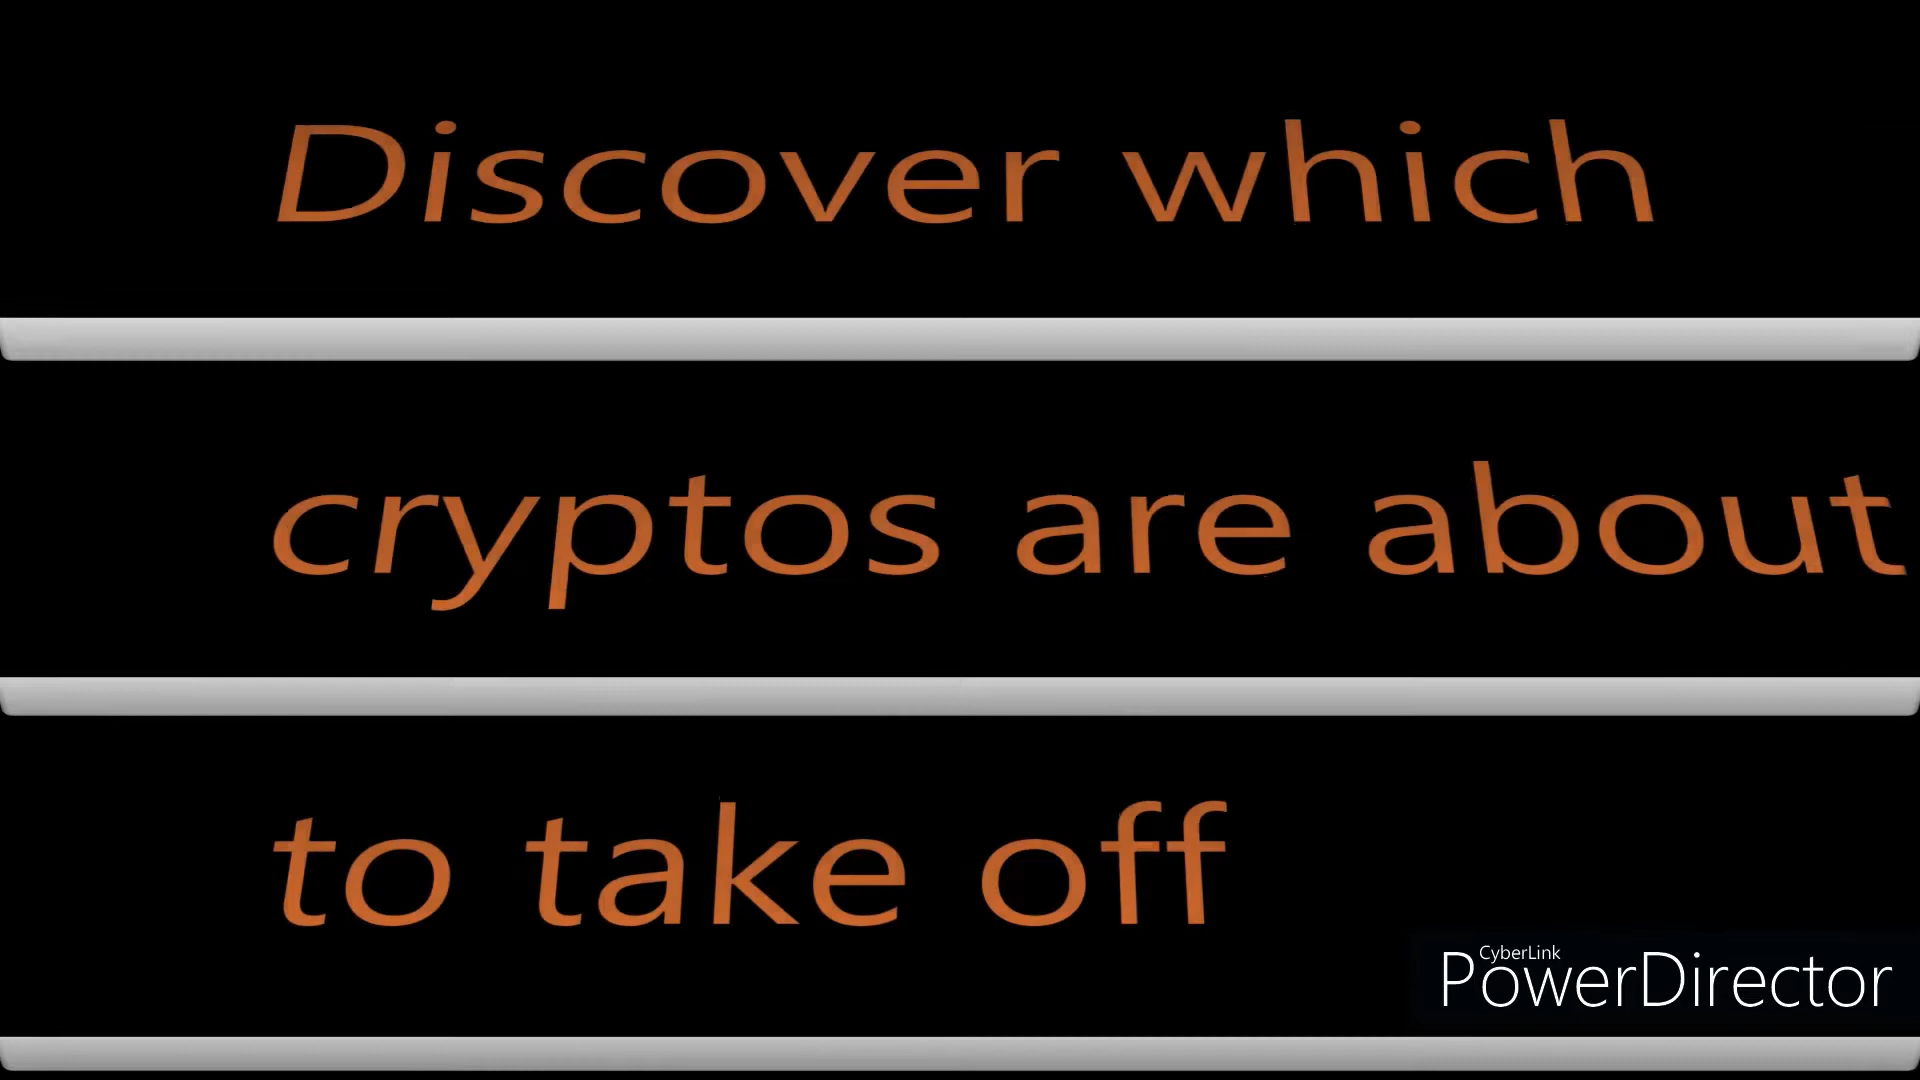 Discover which
cryptos are about
to take off
CyberLink
PowerDirector